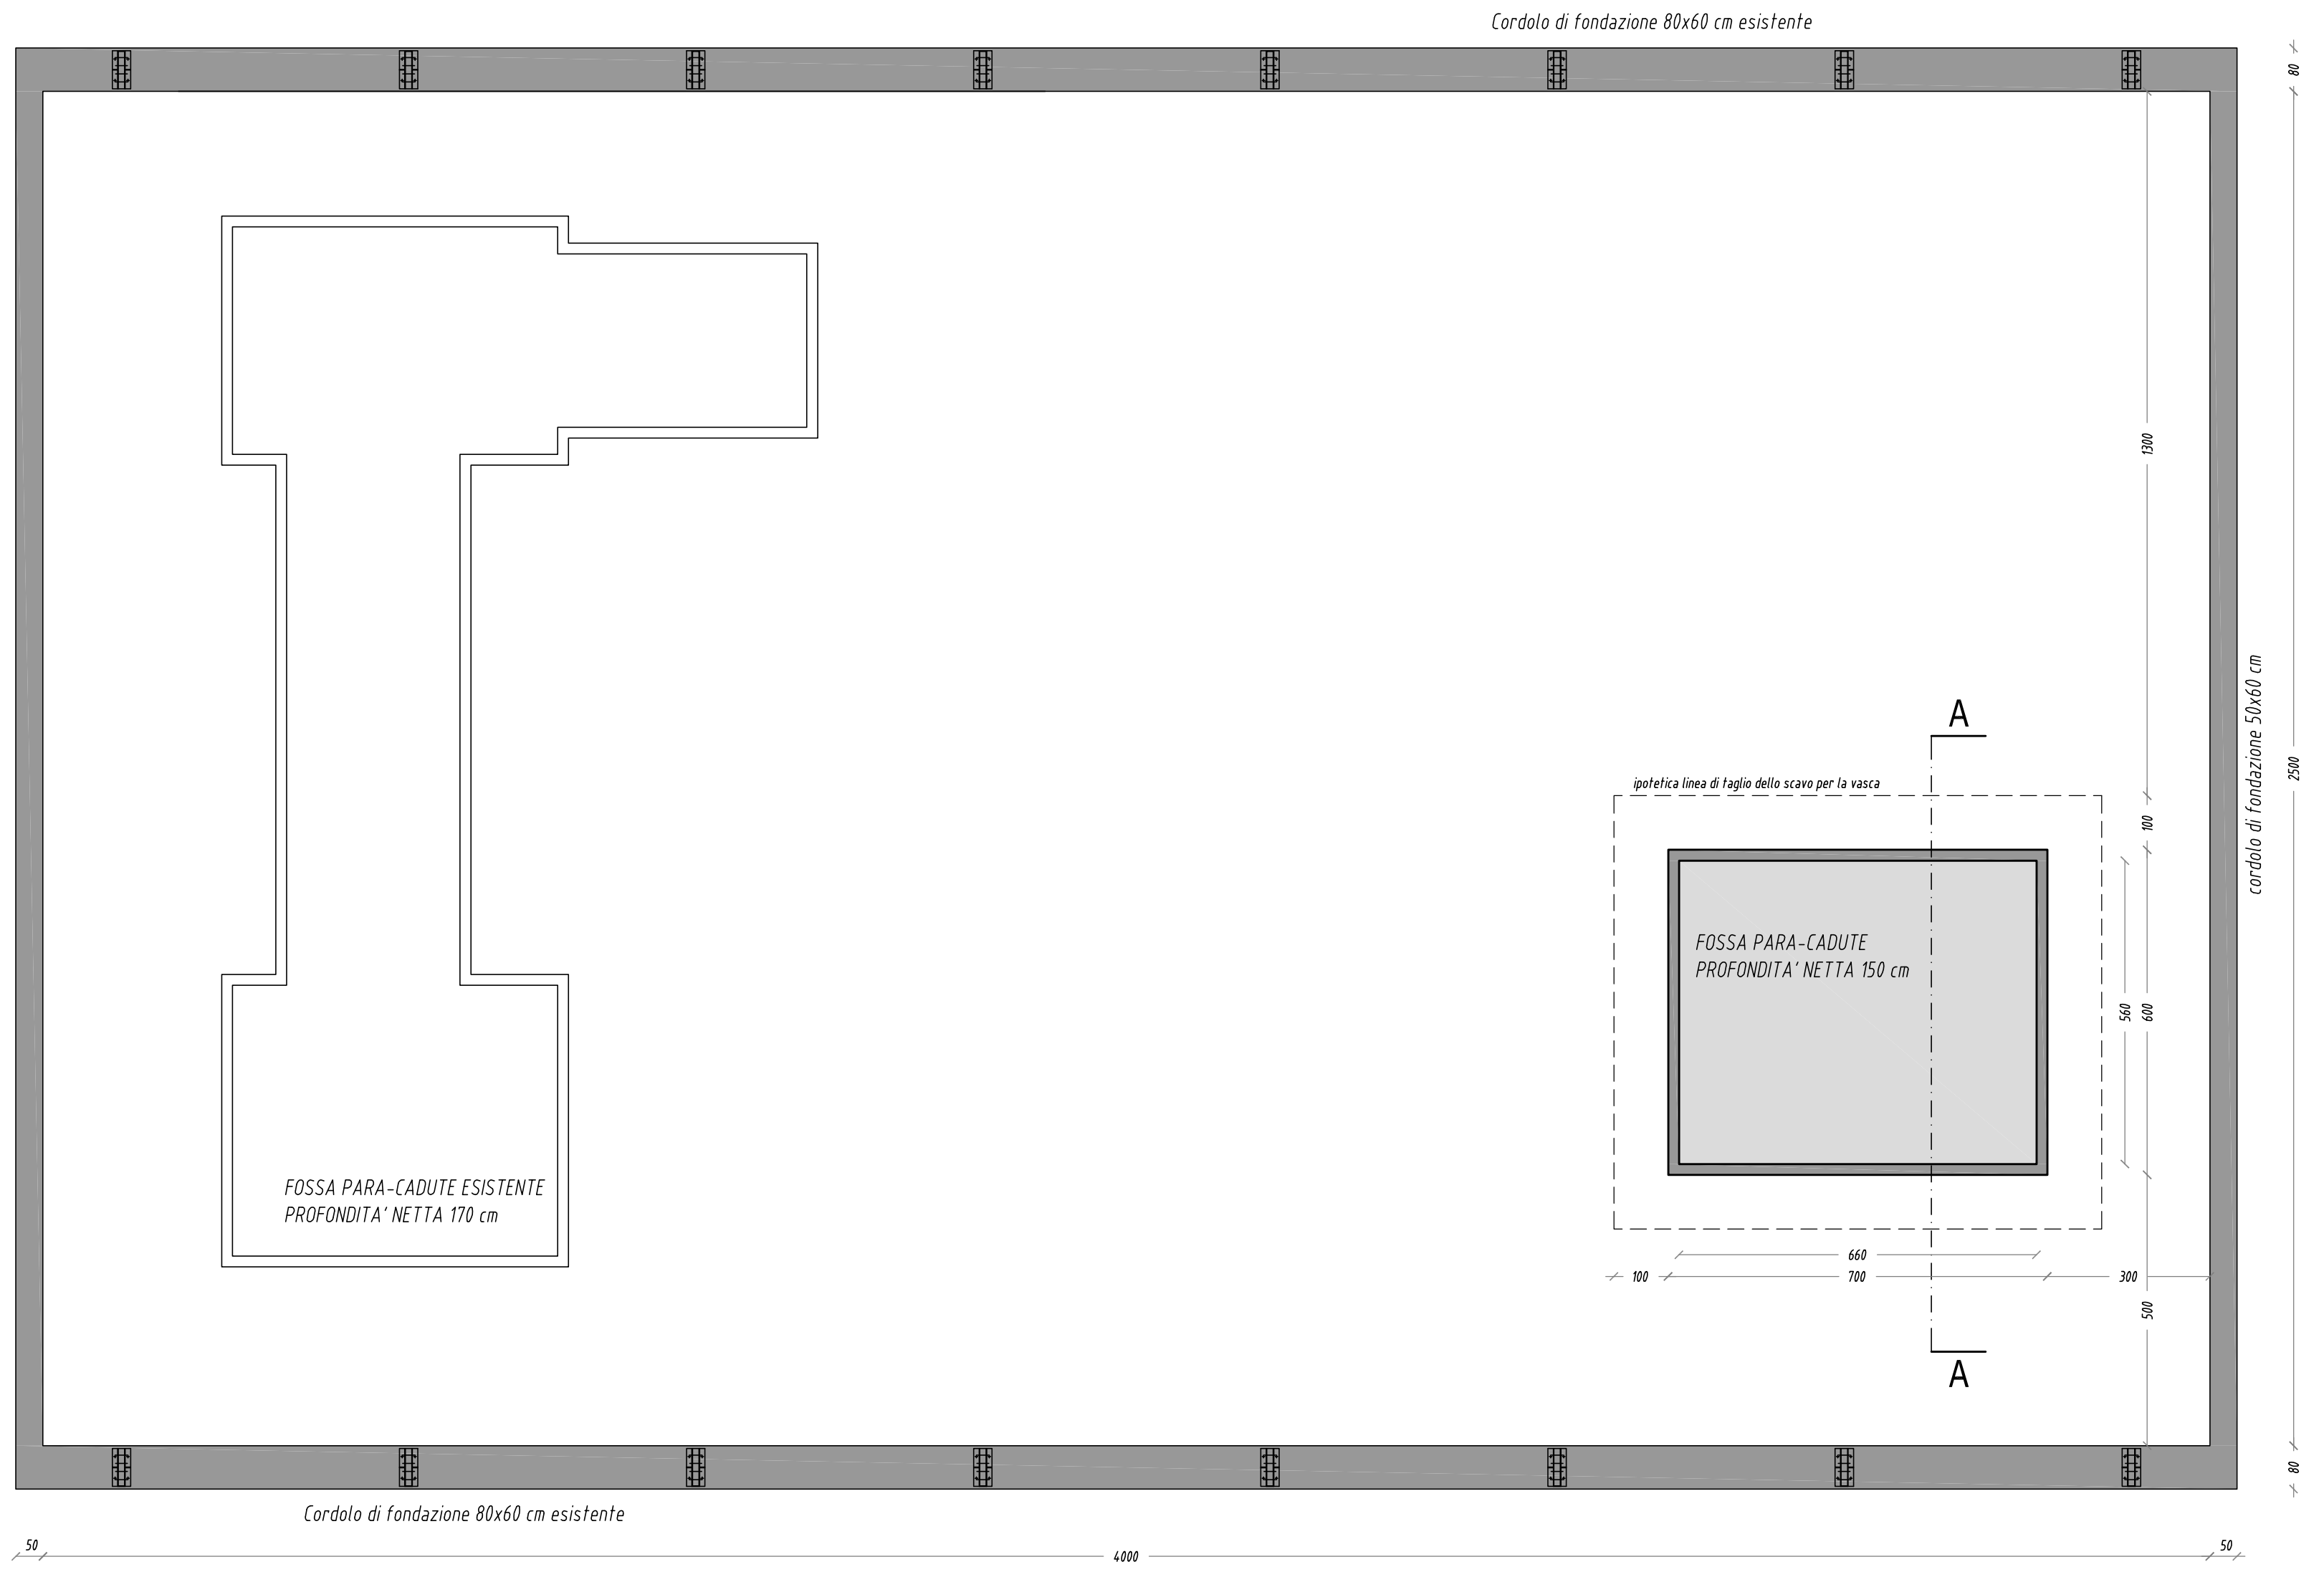 Cordolo di fondazione 80x60 cm esistente
80
1300
A
cordolo di fondazione 50x60 cm
2500
ipotetica linea di taglio dello scavo per la vasca
100
FOSSA PARA-CADUTE
PROFONDITA' NETTA 150 cm
560
600
FOSSA PARA-CADUTE ESISTENTE
PROFONDITA' NETTA 170 cm
660
100
700
300
500
A
80
Cordolo di fondazione 80x60 cm esistente
50
4000
50